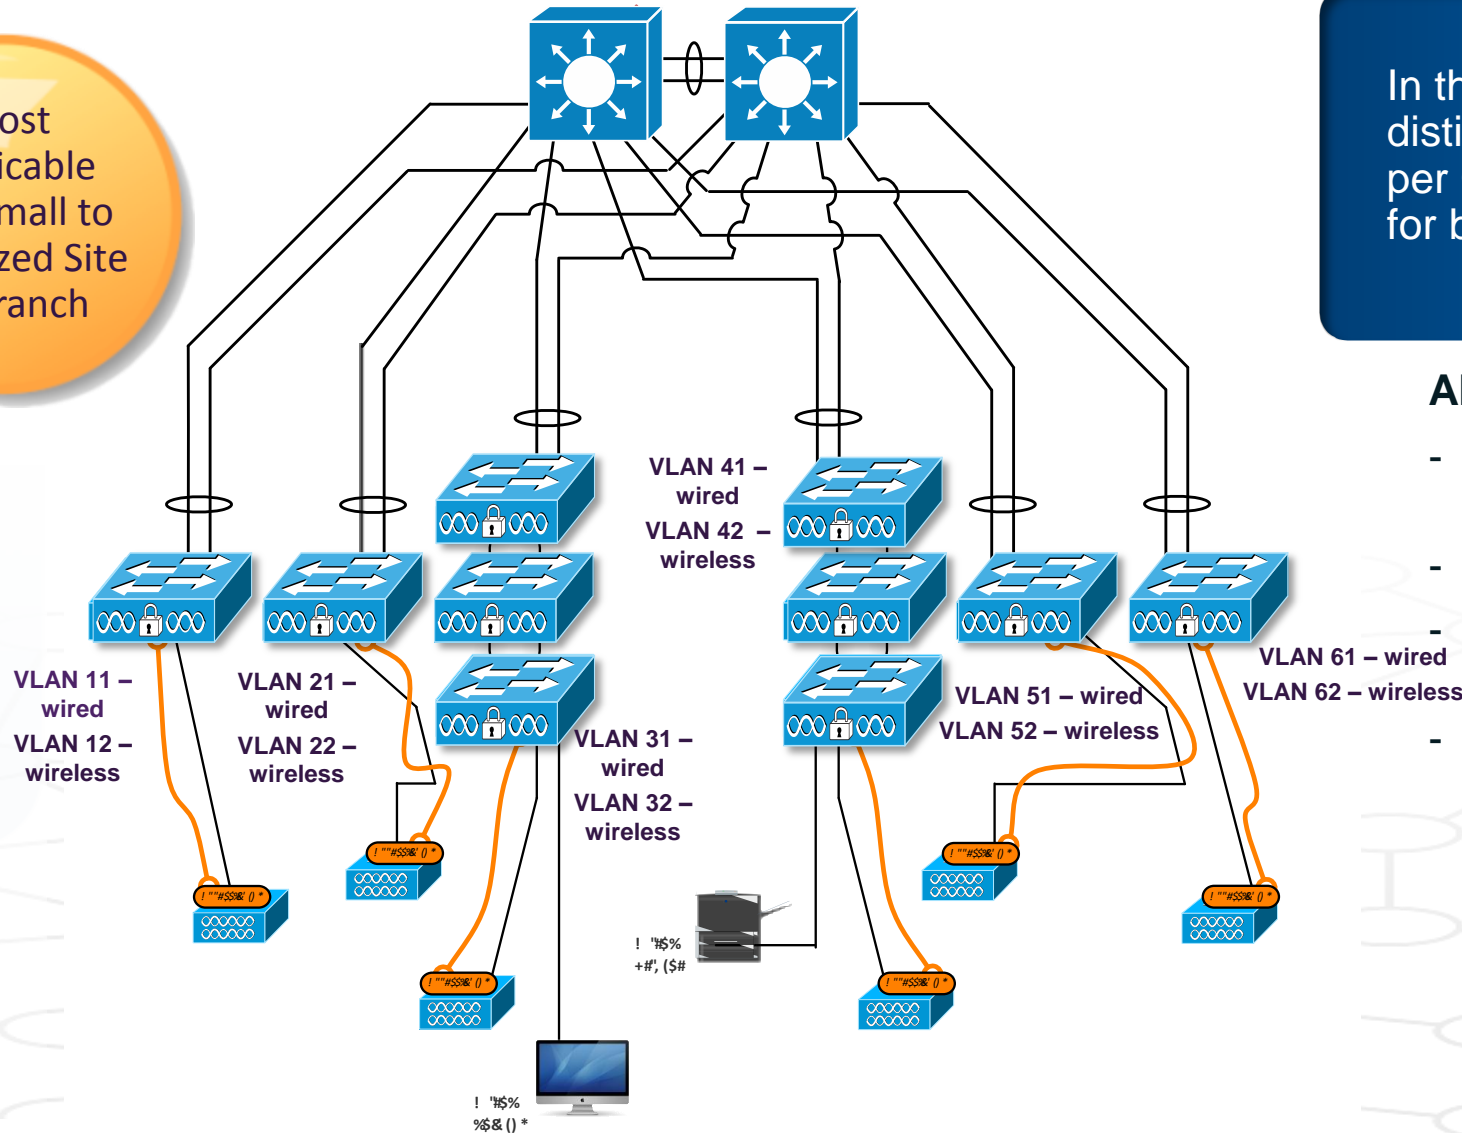 ost
icable
mall to
zed Site
ranch
In th
disti
per
for b
Al
-
-
-
-
VLAN 41 –
wired
VLAN 42 –
wireless
VLAN 11 –
wired
VLAN 12 –
wireless
VLAN 21 –
wired
VLAN 22 –
wireless
VLAN 31 –
wired
VLAN 32 –
wireless
VLAN 51 – wired
VLAN 52 – wireless
VLAN 61 – wired
VLAN 62 – wireless
! ""#$$%&' () *
! ""#$$%&' () *
! ""#$$%&' () *
! ""#$$%&' () *
! ""#$$%&' () *
! ""#$$%&' () *
! "#$%
+#", ($#
! "#$%
%$& () *